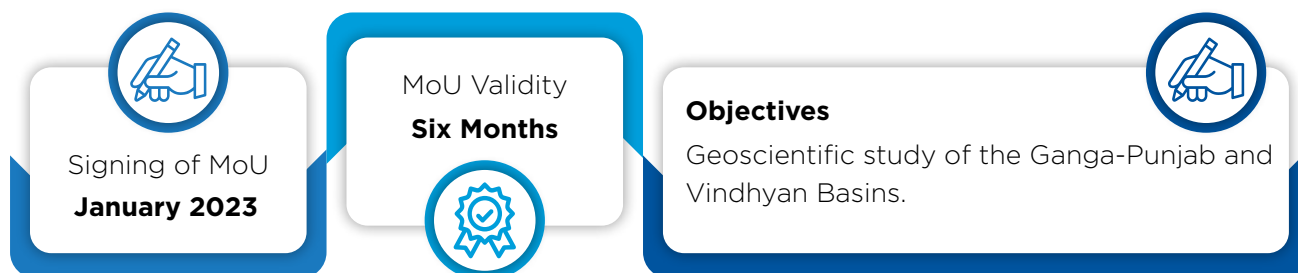 Signing of MoU
January 2023
MoU Validity
Six Months
Objectives
Geoscientific study of the Ganga-Punjab and
Vindhyan Basins.